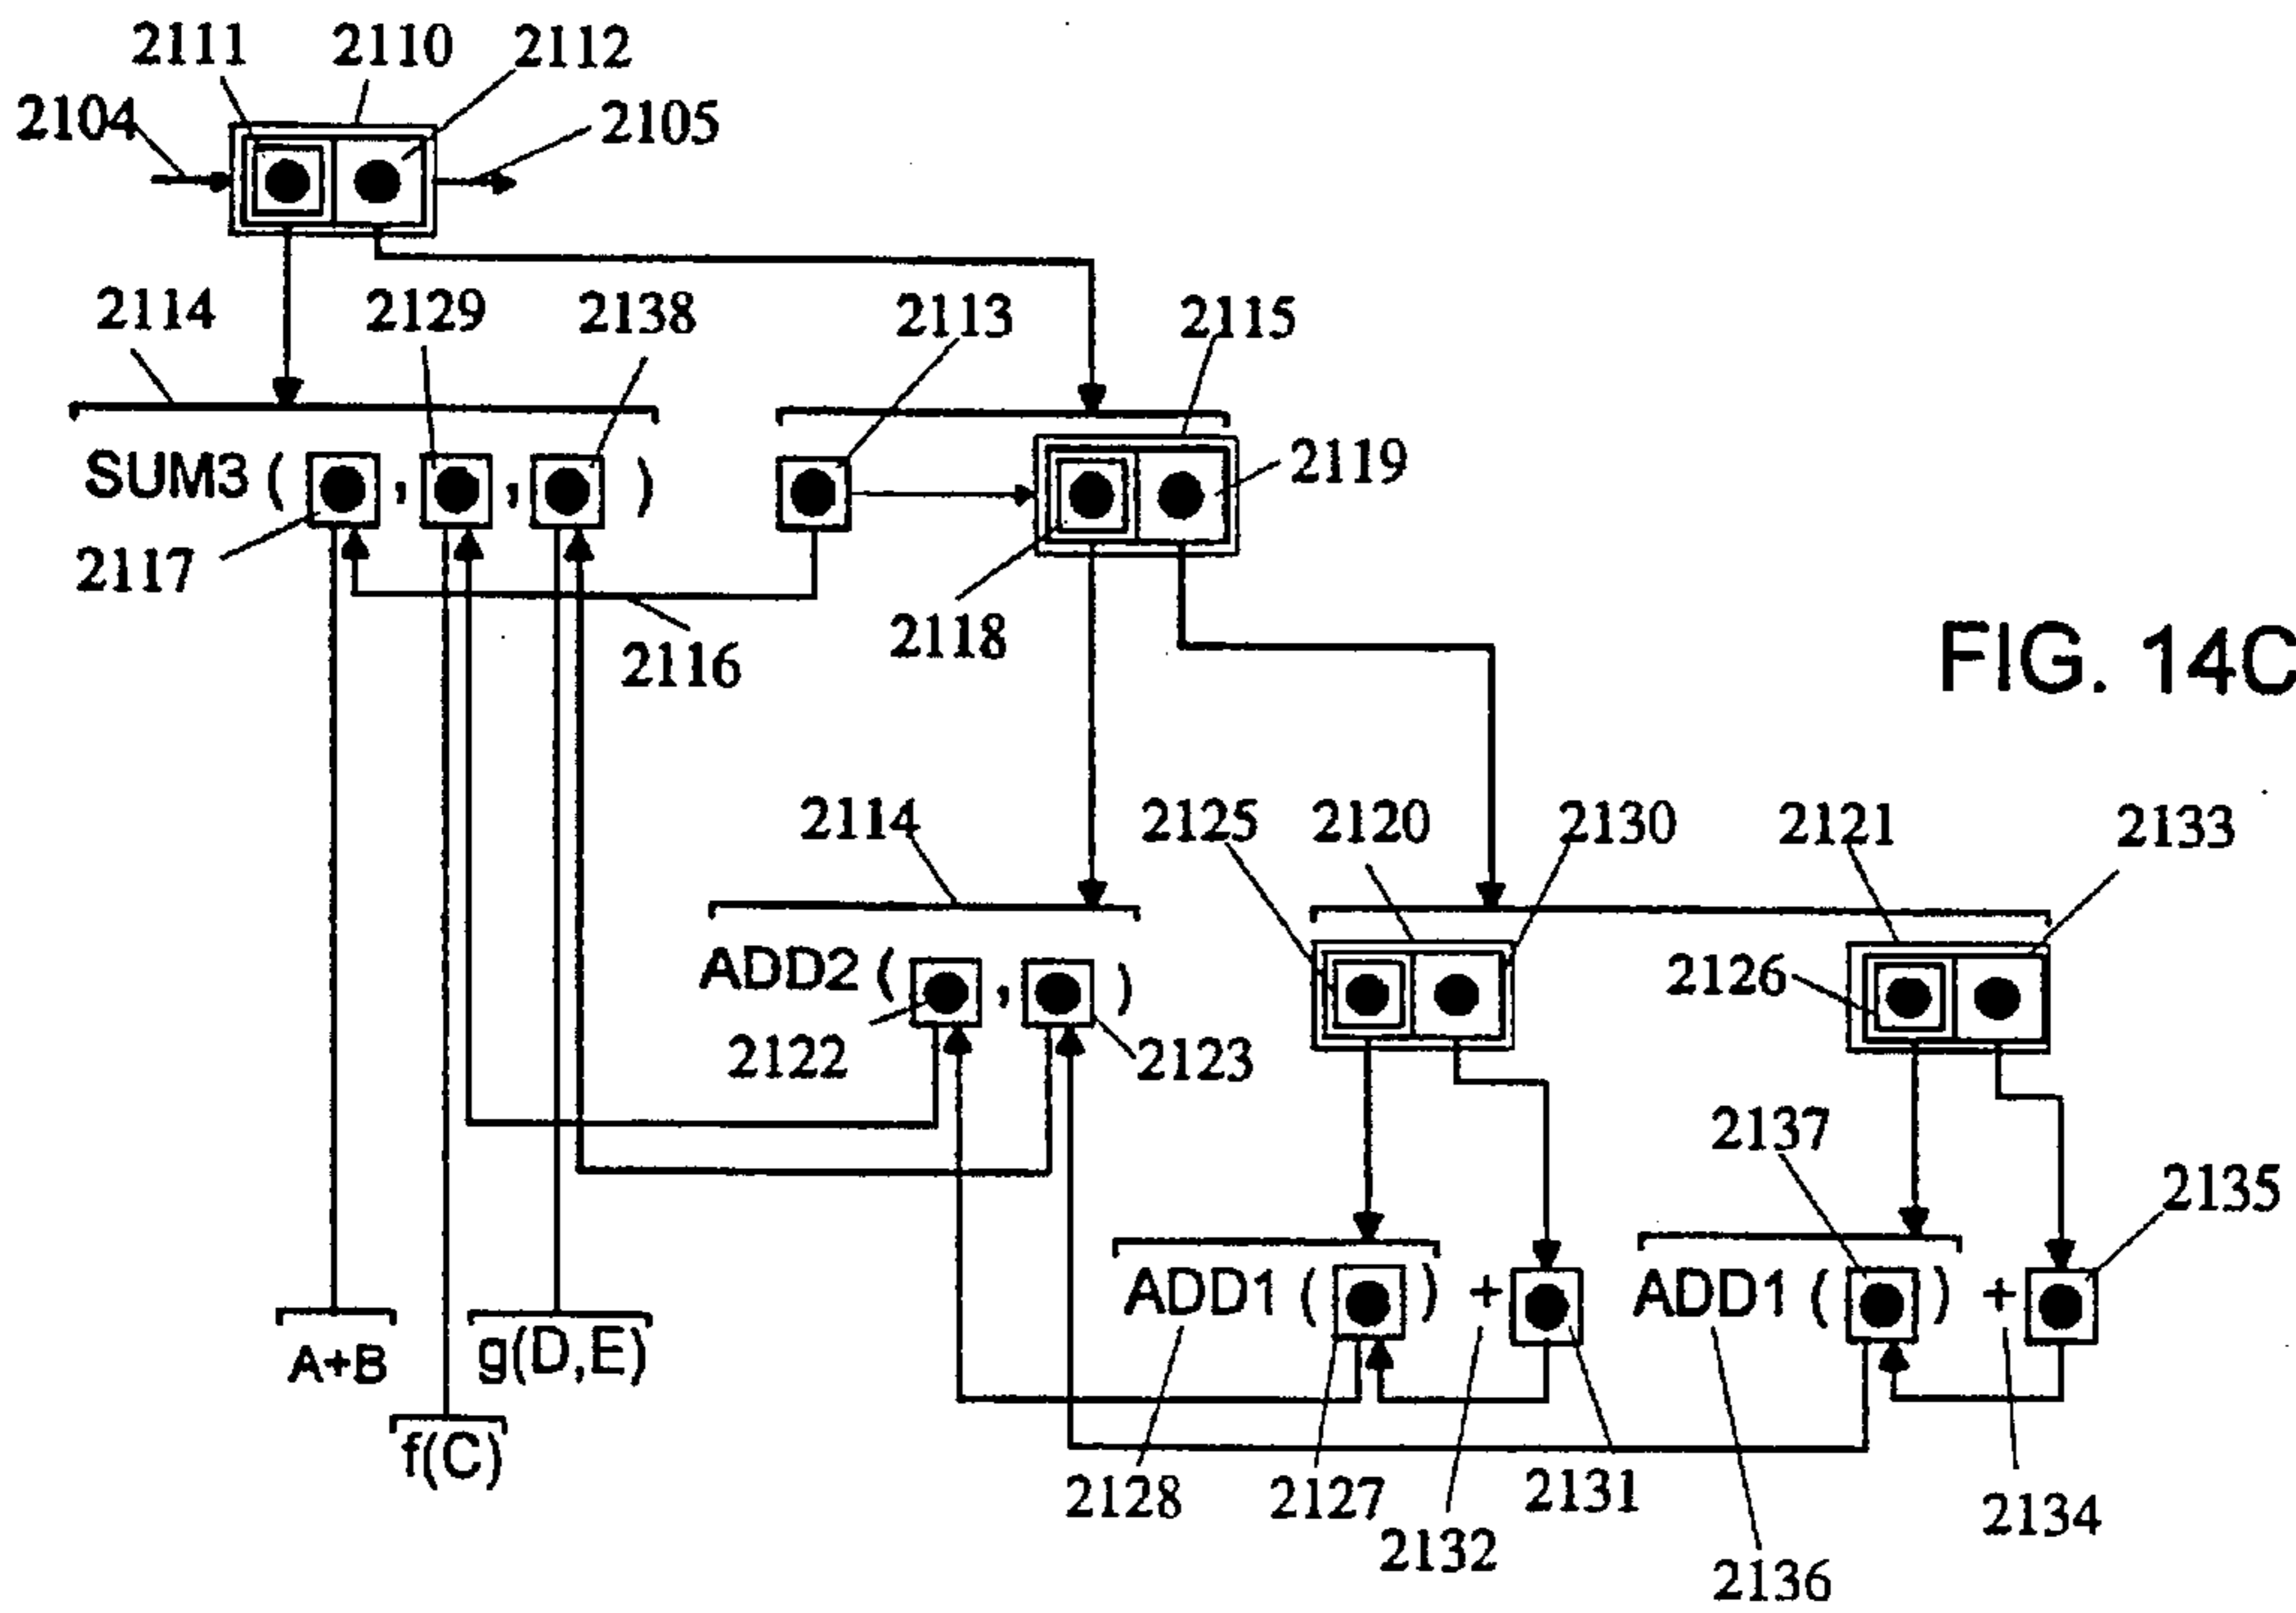 2111 2110 2112
2104 2105
2114 2129 2138 2113 2115
SUM3 ( , , ) 2119
2117 2118
2116
FIG. 14C
2114 2125 2120 2130 2121 2133
ADD2 ( , ) 2126
2122 2123
2137 2135
ADD1 ( ) + ADD1 ( ) +
A+B g(D,E)
f(C)
2128 2127 2131
2132 2134
2136